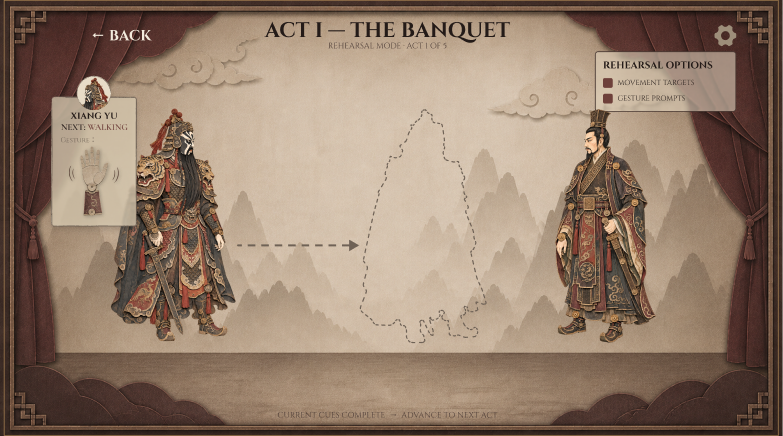 ← BACK
ACT I — THE BANQUET
REHEARSAL MODE · ACT I OF 5
REHEARSAL OPTIONS
MOVEMENT TARGETS
GESTURE PROMPTS
XIANG YU
NEXT: WALKING
GESTURE
CURRENT CUES COMPLETE → ADVANCE TO NEXT ACT